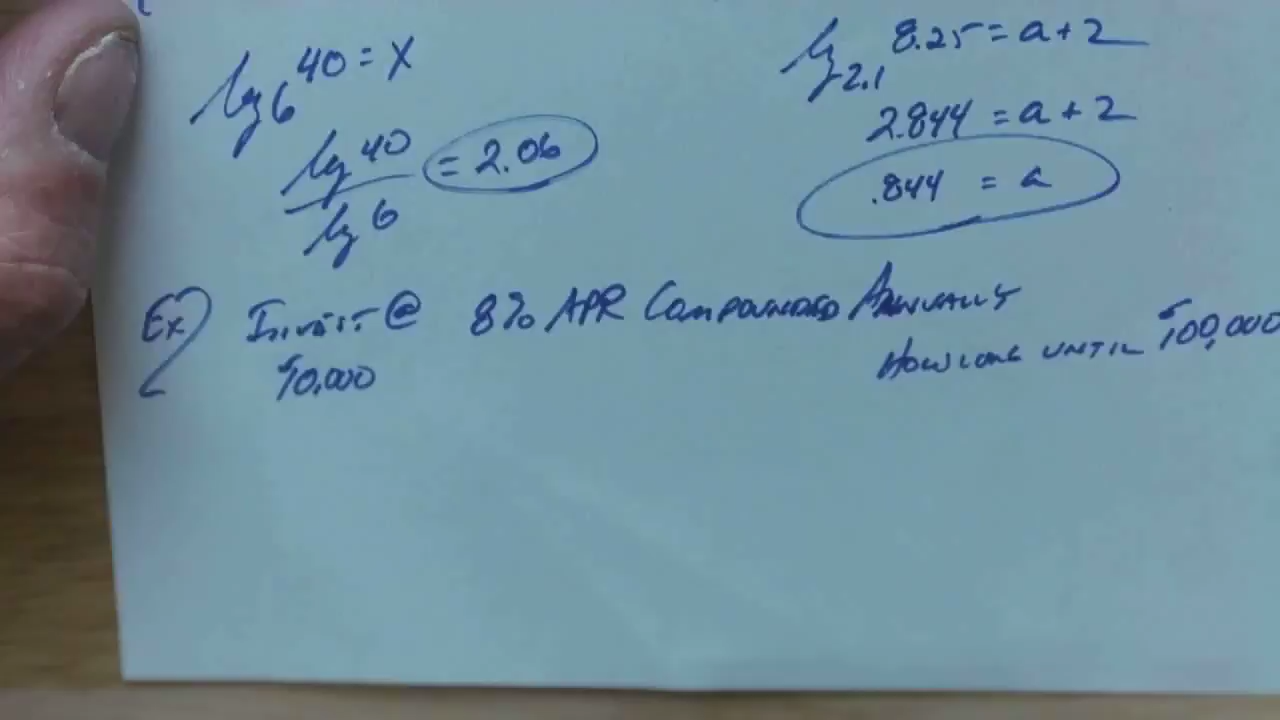 log₆ 40 = x
log 40 / log 6 = 2.06
log₂.₁ 8.25 = a + 2
2.844 = a + 2
.844 = a
Ex) Invest @ 8% APR Compounded Annually
$10,000
How long until $100,000